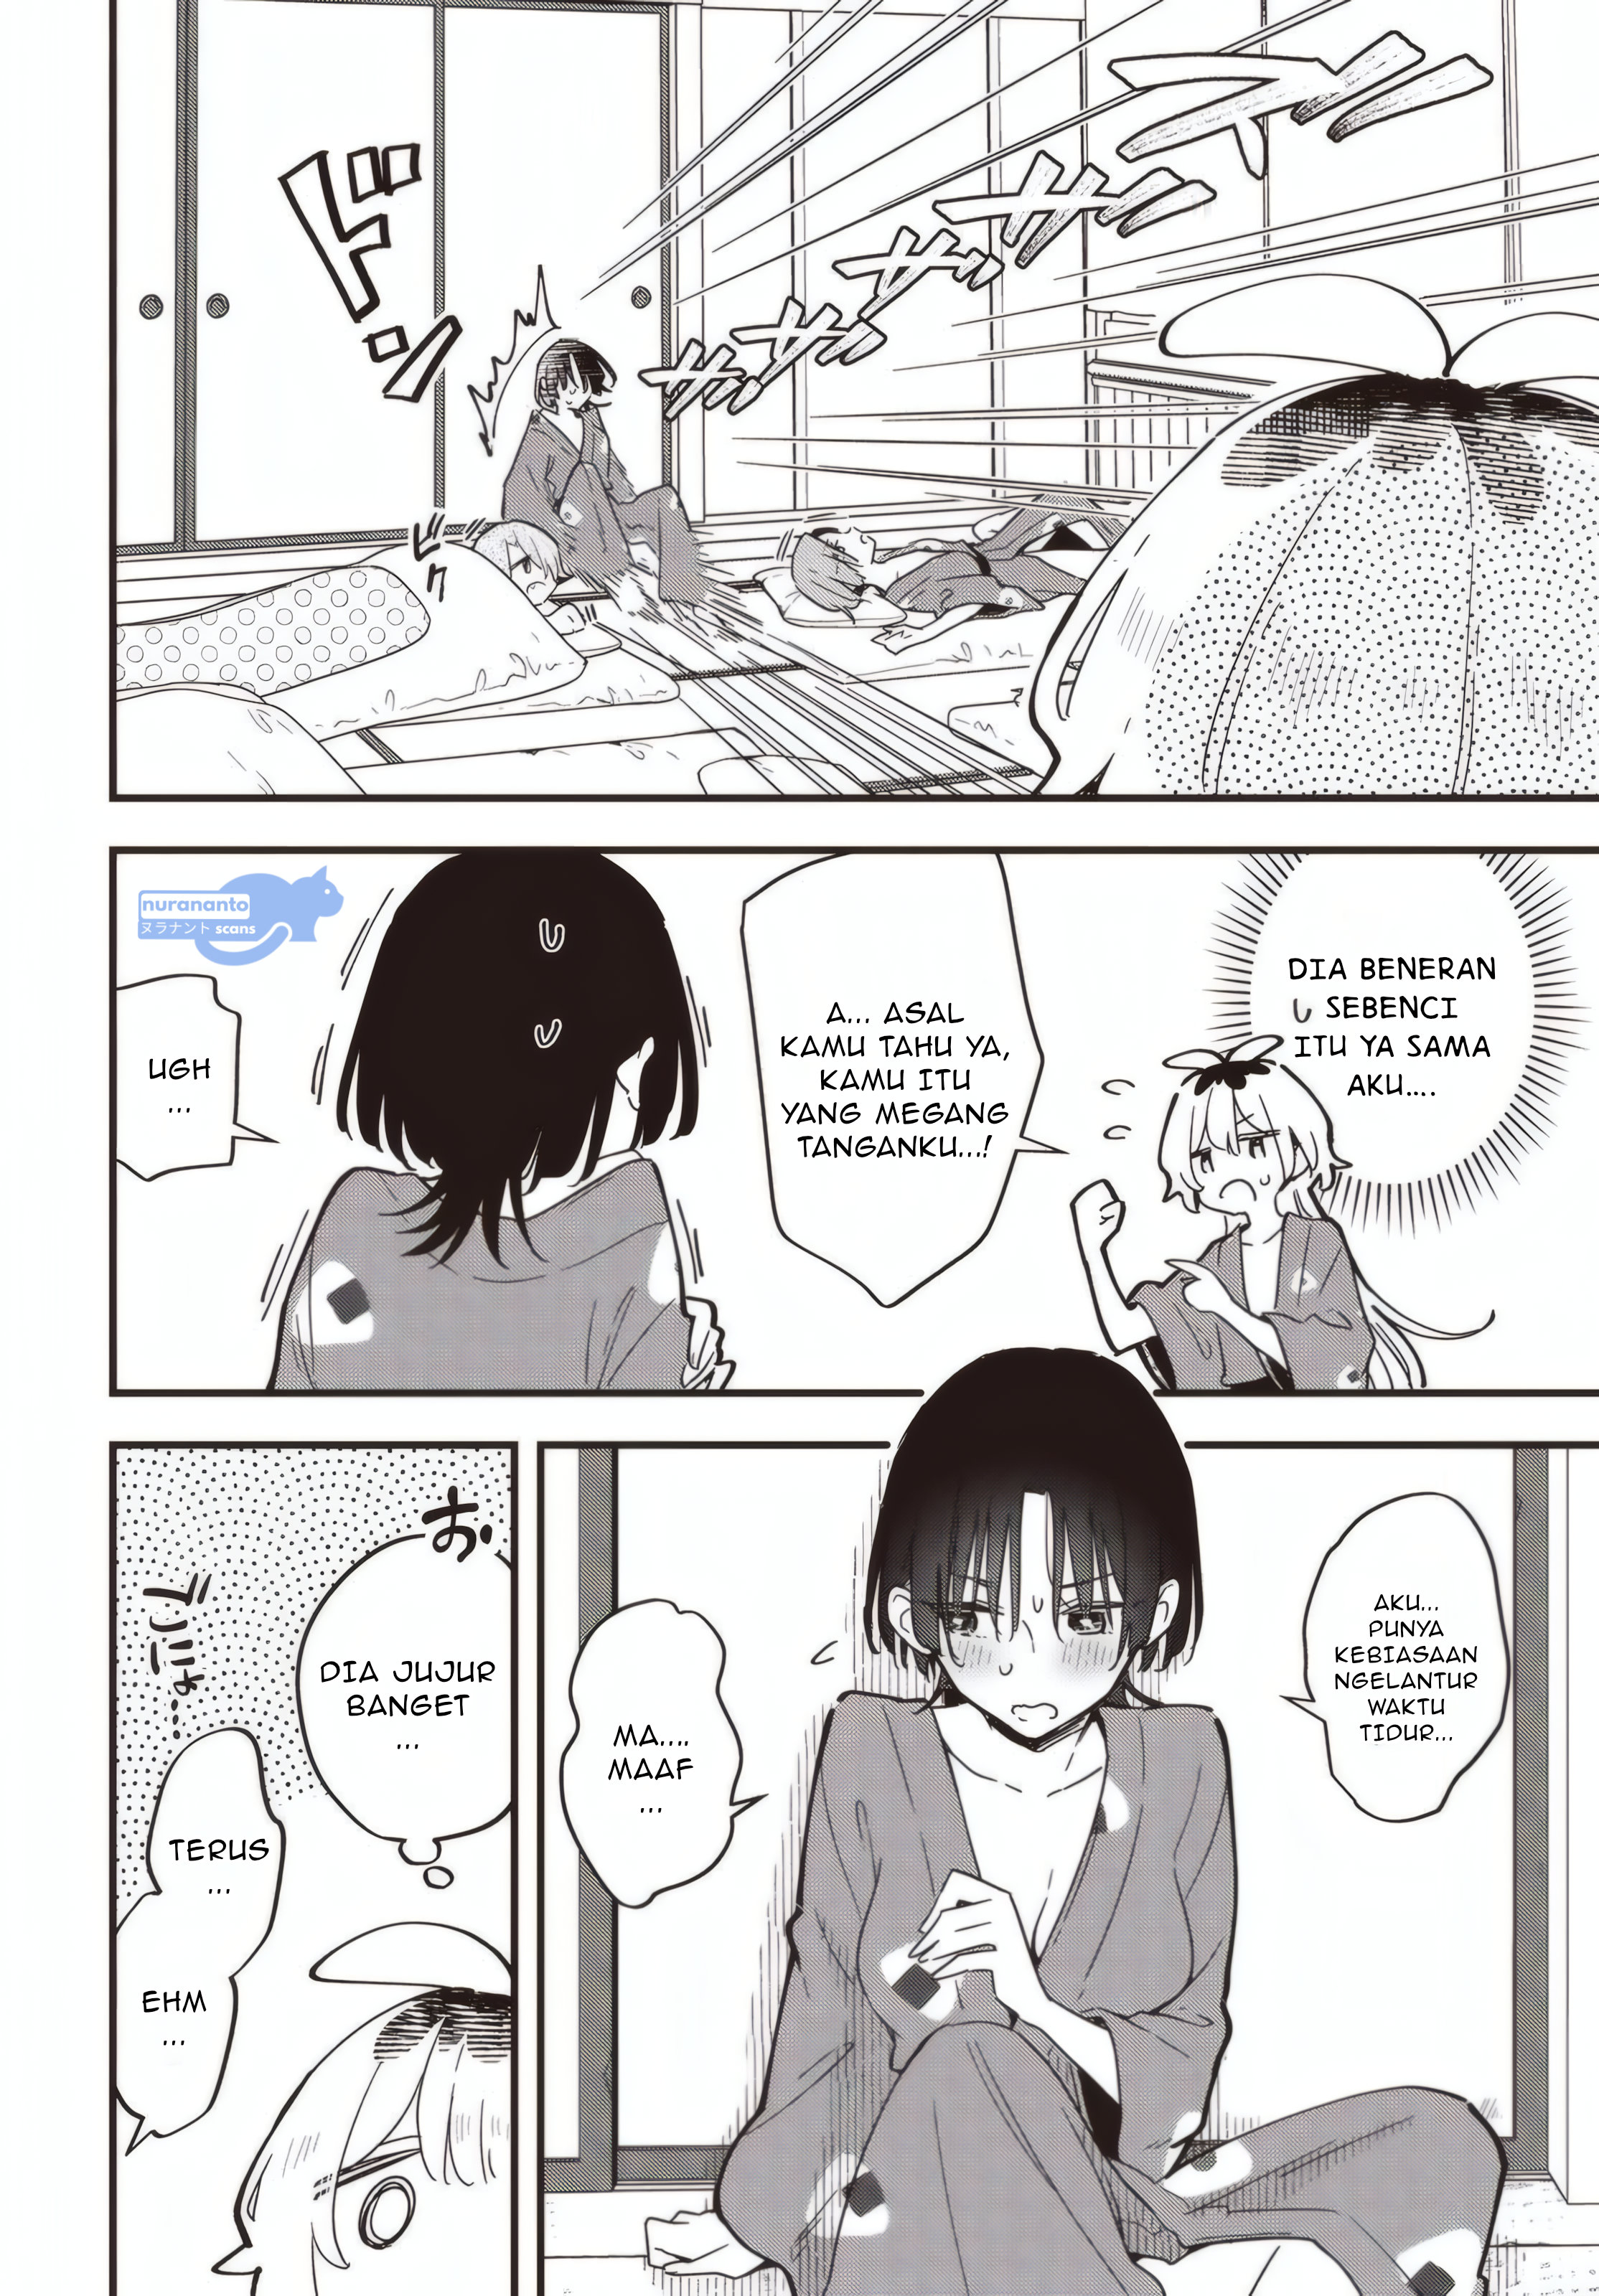 ザザザザザザ
ドン
ビク
DIA BENERAN
SEBENCI
ITU YA SAMA
AKU....
A... ASAL
KAMU TAHU YA,
KAMU ITU
YANG MEGANG
TANGANKU...!
nurananto
ヌラナント scans
UGH
...
AKU...
PUNYA
KEBIASAAN
NGELANTUR
WAKTU
TIDUR...
MA....
MAAF
...
お
DIA JUJUR
BANGET
...
TERUS
...
EHM
...